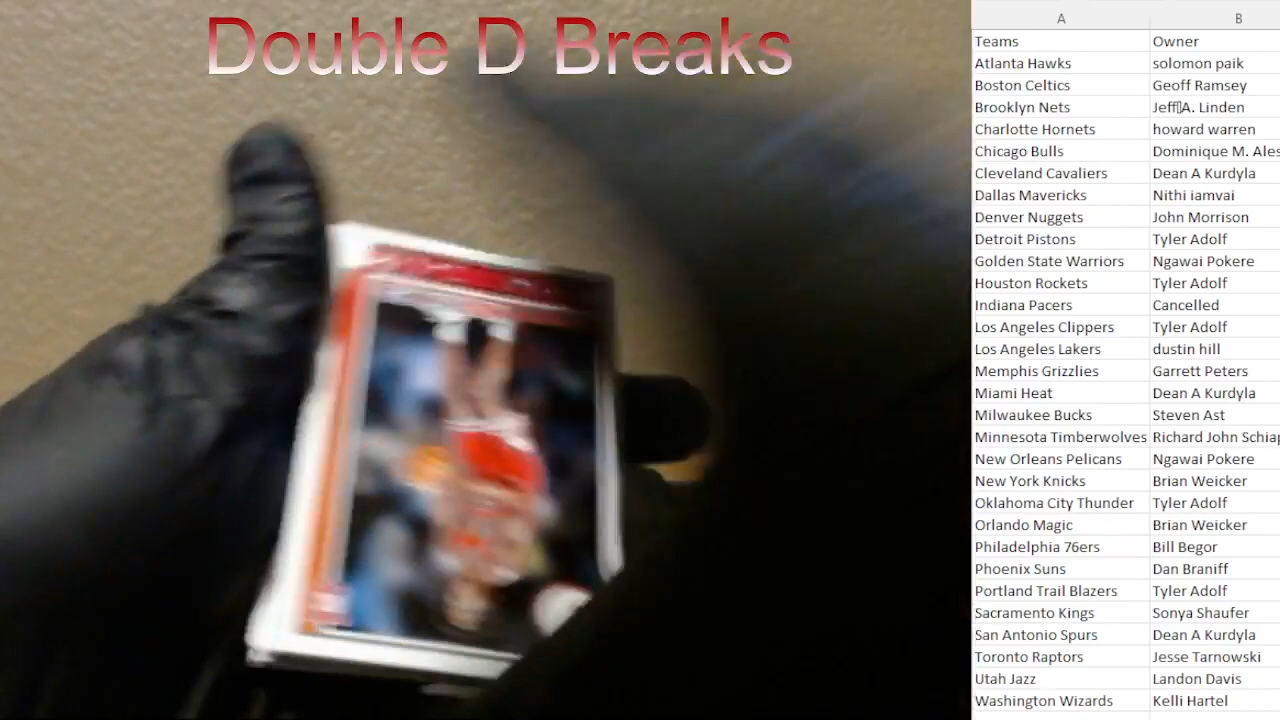 Double D Breaks
A B
Teams Owner
Atlanta Hawks solomon paik
Boston Celtics Geoff Ramsey
Brooklyn Nets Jeff A. Linden
Charlotte Hornets howard warren
Chicago Bulls Dominique M. Ales
Cleveland Cavaliers Dean A Kurdyla
Dallas Mavericks Nithi iamvai
Denver Nuggets John Morrison
Detroit Pistons Tyler Adolf
Golden State Warriors Ngawai Pokere
Houston Rockets Tyler Adolf
Indiana Pacers Cancelled
Los Angeles Clippers Tyler Adolf
Los Angeles Lakers dustin hill
Memphis Grizzlies Garrett Peters
Miami Heat Dean A Kurdyla
Milwaukee Bucks Steven Ast
Minnesota Timberwolves Richard John Schiap
New Orleans Pelicans Ngawai Pokere
New York Knicks Brian Weicker
Oklahoma City Thunder Tyler Adolf
Orlando Magic Brian Weicker
Philadelphia 76ers Bill Begor
Phoenix Suns Dan Braniff
Portland Trail Blazers Tyler Adolf
Sacramento Kings Sonya Shaufer
San Antonio Spurs Dean A Kurdyla
Toronto Raptors Jesse Tarnowski
Utah Jazz Landon Davis
Washington Wizards Kelli Hartel